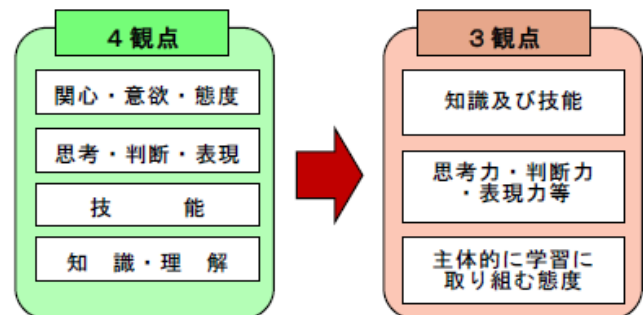 4観点
関心・意欲・態度
思考・判断・表現
技　　能
知　識・理　解
3観点
知識及び技能
思考力・判断力
・表現力等
主体的に学習に
取り組む態度